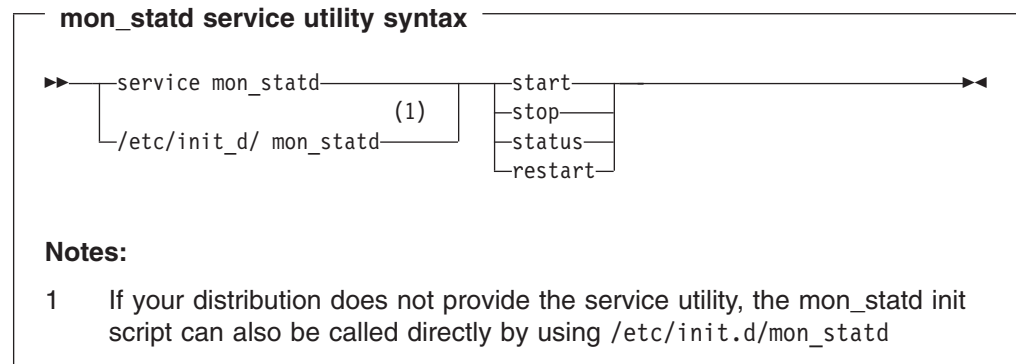 mon_statd service utility syntax
service mon_statd start
(1) stop
/etc/init_d/ mon_statd status
restart
Notes:
1 If your distribution does not provide the service utility, the mon_statd init
script can also be called directly by using /etc/init.d/mon_statd